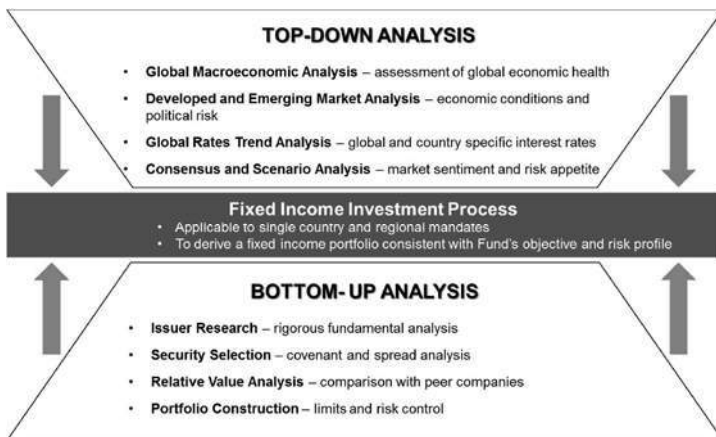 TOP-DOWN ANALYSIS
• Global Macroeconomic Analysis – assessment of global economic health
• Developed and Emerging Market Analysis – economic conditions and
political risk
• Global Rates Trend Analysis – global and country specific interest rates
• Consensus and Scenario Analysis – market sentiment and risk appetite
Fixed Income Investment Process
• Applicable to single country and regional mandates
• To derive a fixed income portfolio consistent with Fund's objective and risk profile
BOTTOM- UP ANALYSIS
• Issuer Research – rigorous fundamental analysis
• Security Selection – covenant and spread analysis
• Relative Value Analysis – comparison with peer companies
• Portfolio Construction – limits and risk control